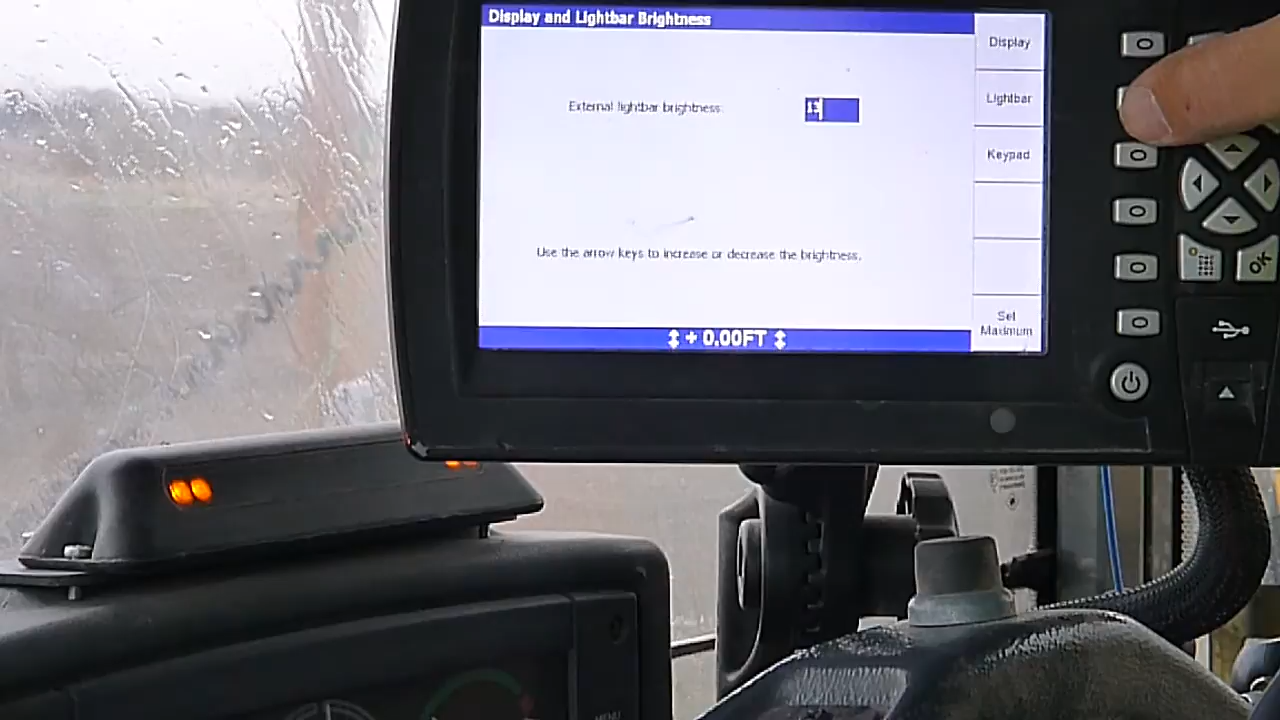 Display and Lightbar Brightness
Display
External lightbar brightness:
Lightbar
Keypad
Use the arrow keys to increase or decrease the brightness.
OK
Set
Maximum
+ 0.00FT
MENU